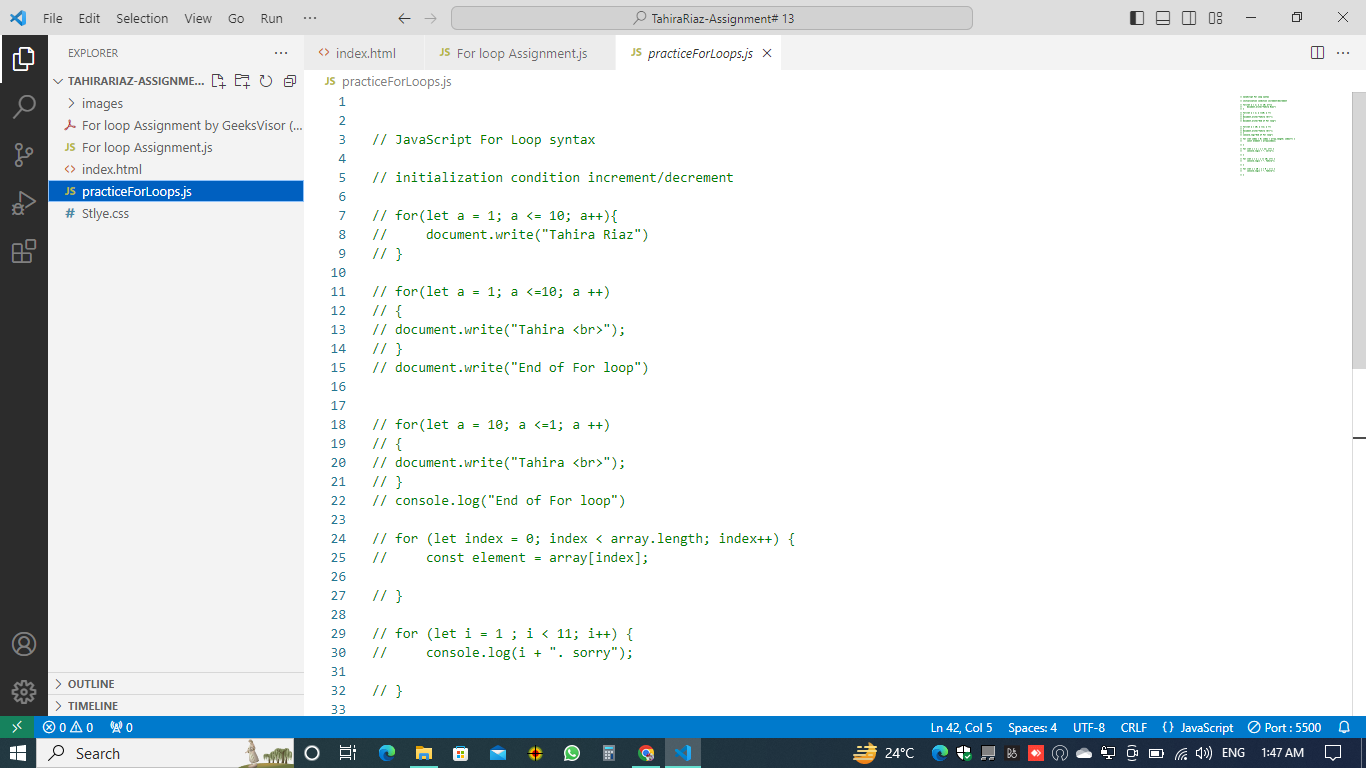 File Edit Selection View Go Run ··· TahiraRiaz-Assignment# 13
EXPLORER ···
TAHIRARIAZ-ASSIGNME...
images
For loop Assignment by GeeksVisor (...
JS For loop Assignment.js
<> index.html
JS practiceForLoops.js
# Stlye.css
OUTLINE
TIMELINE
<> index.html JS For loop Assignment.js JS practiceForLoops.js
JS practiceForLoops.js
1
2
3 // JavaScript For Loop syntax
4
5 // initialization condition increment/decrement
6
7 // for(let a = 1; a <= 10; a++){
8 //     document.write("Tahira Riaz")
9 // }
10
11 // for(let a = 1; a <=10; a ++)
12 // {
13 // document.write("Tahira <br>");
14 // }
15 // document.write("End of For loop")
16
17
18 // for(let a = 10; a <=1; a ++)
19 // {
20 // document.write("Tahira <br>");
21 // }
22 // console.log("End of For loop")
23
24 // for (let index = 0; index < array.length; index++) {
25 //     const element = array[index];
26
27 // }
28
29 // for (let i = 1 ; i < 11; i++) {
30 //     console.log(i + ". sorry");
31
32 // }
33
0 0 0 Ln 42, Col 5 Spaces: 4 UTF-8 CRLF {} JavaScript Port : 5500
Search 24°C ENG 1:47 AM